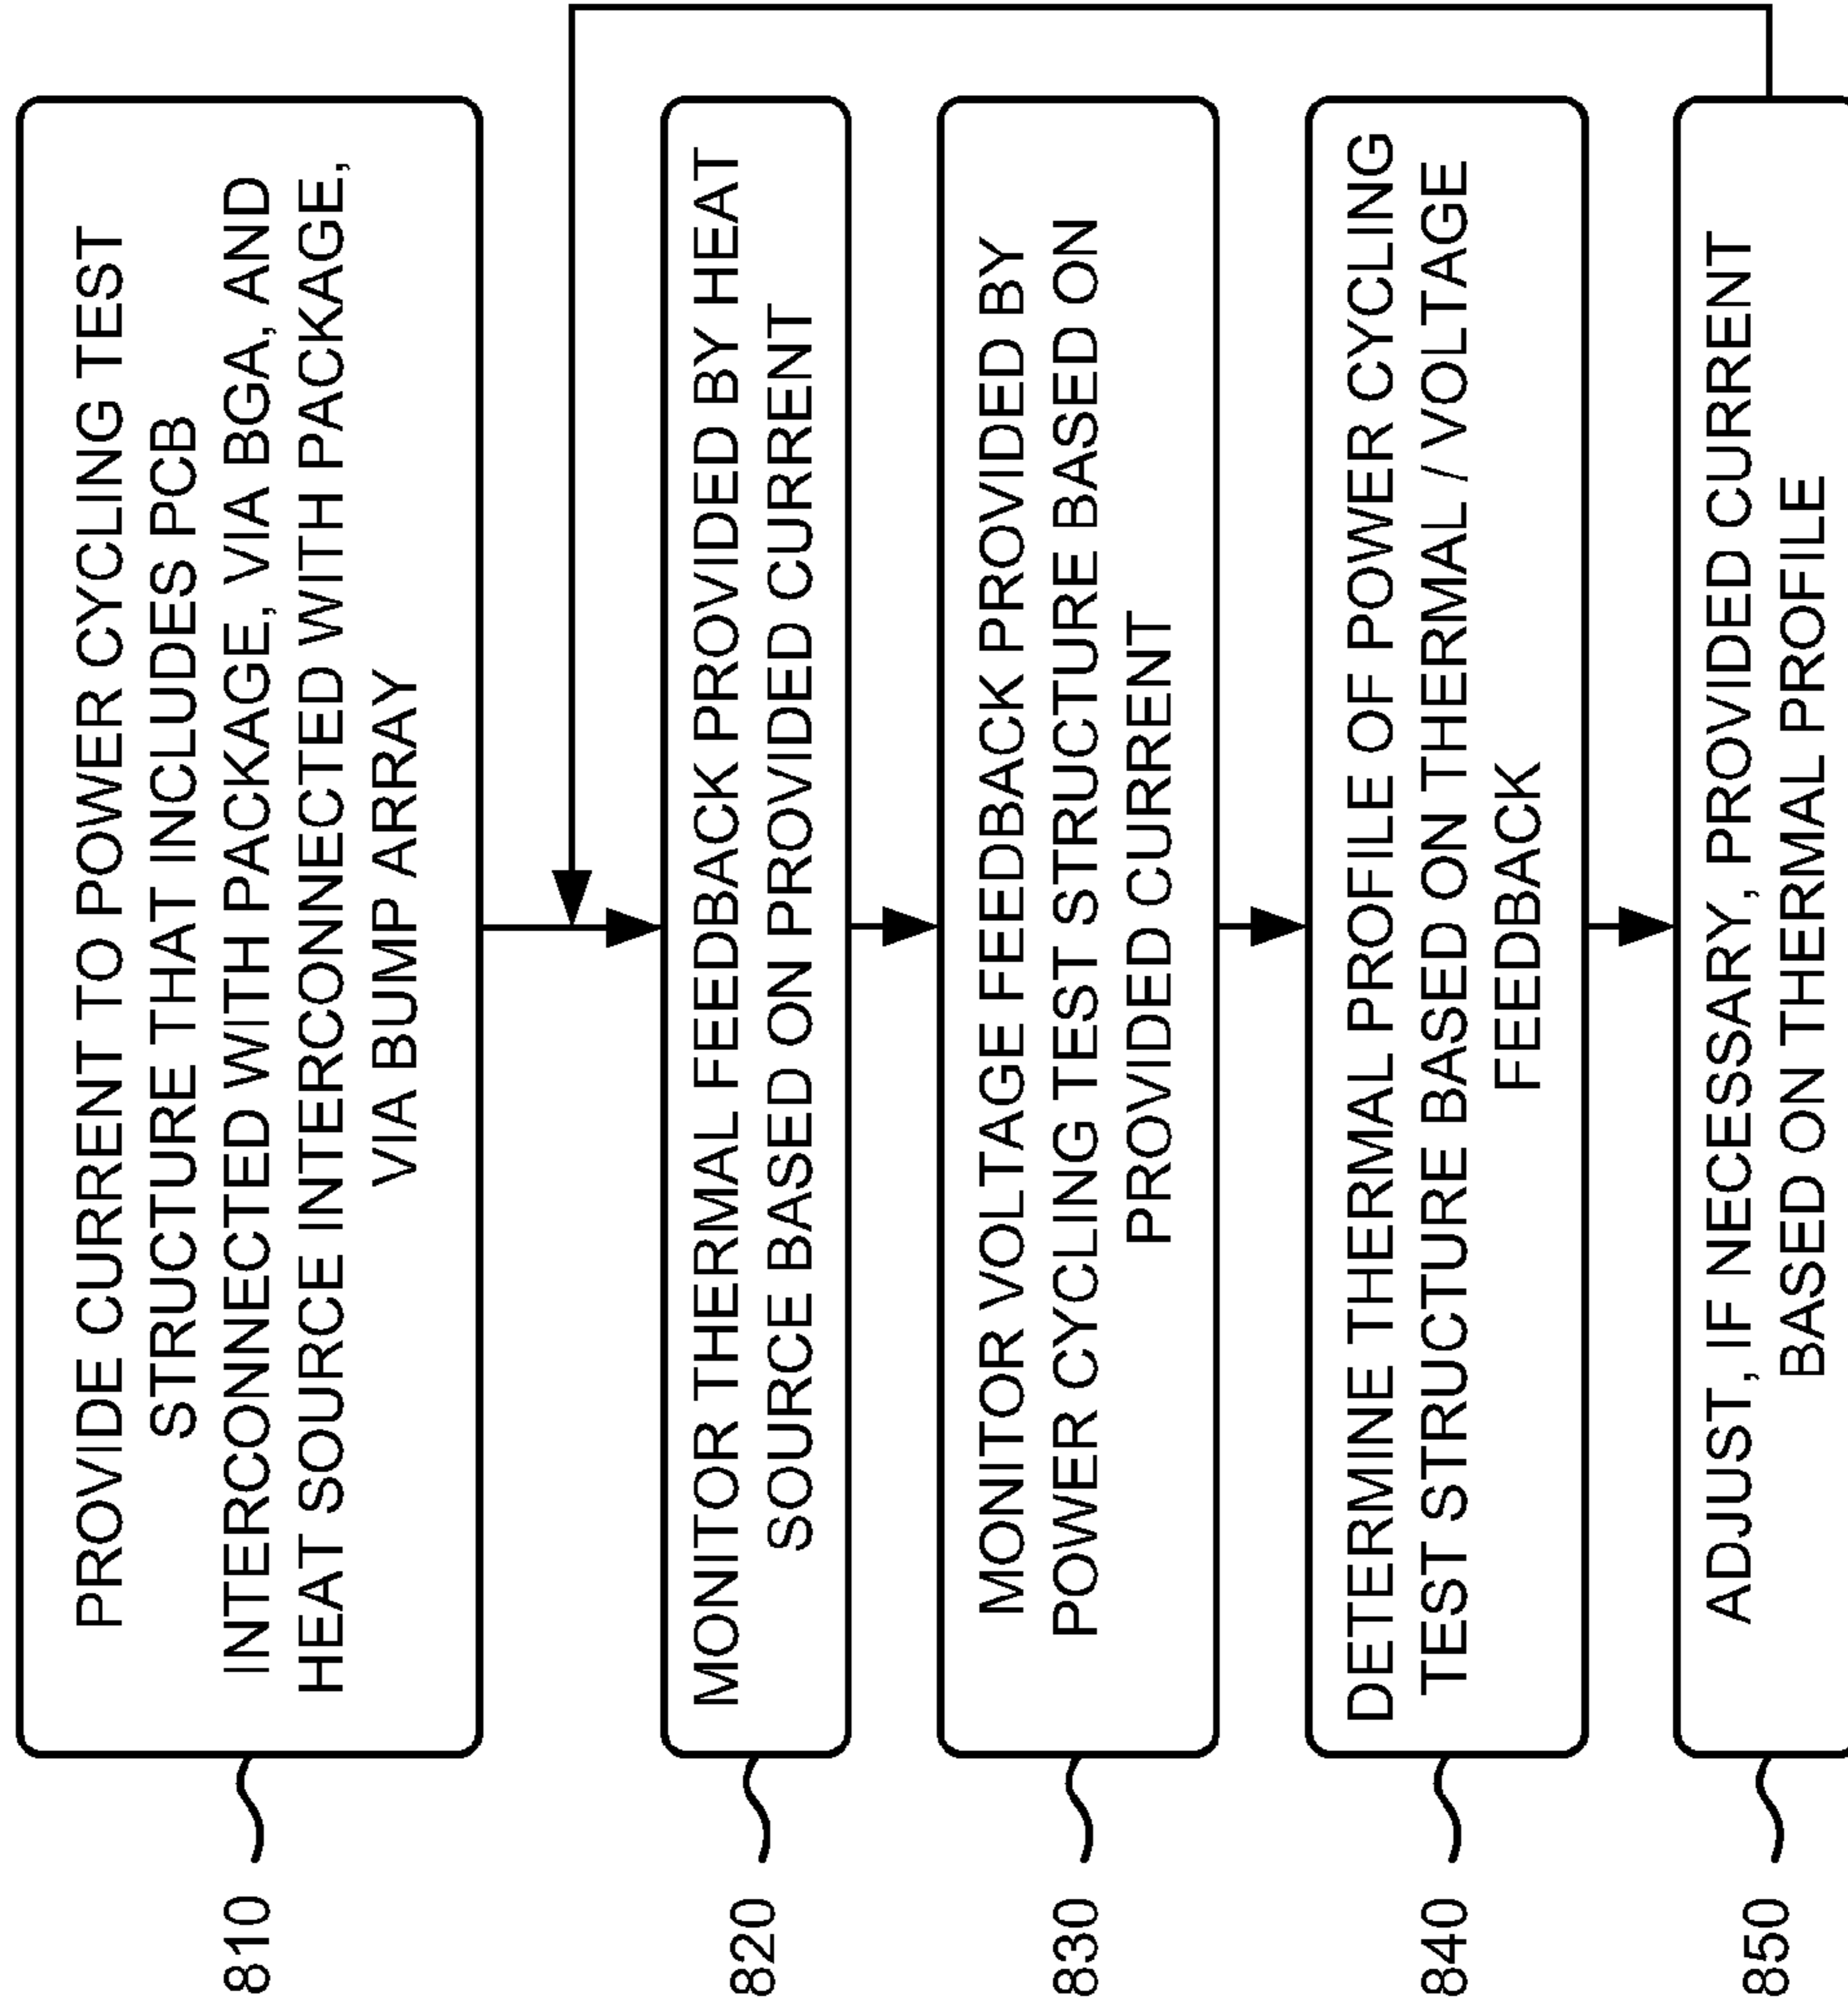 810
PROVIDE CURRENT TO POWER CYCLING TEST
STRUCTURE THAT INCLUDES PCB
INTERCONNECTED WITH PACKAGE, VIA BGA, AND
HEAT SOURCE INTERCONNECTED WITH PACKAGE,
VIA BUMP ARRAY
820
MONITOR THERMAL FEEDBACK PROVIDED BY HEAT
SOURCE BASED ON PROVIDED CURRENT
830
MONITOR VOLTAGE FEEDBACK PROVIDED BY
POWER CYCLING TEST STRUCTURE BASED ON
PROVIDED CURRENT
840
DETERMINE THERMAL PROFILE OF POWER CYCLING
TEST STRUCTURE BASED ON THERMAL / VOLTAGE
FEEDBACK
850
ADJUST, IF NECESSARY, PROVIDED CURRENT
BASED ON THERMAL PROFILE